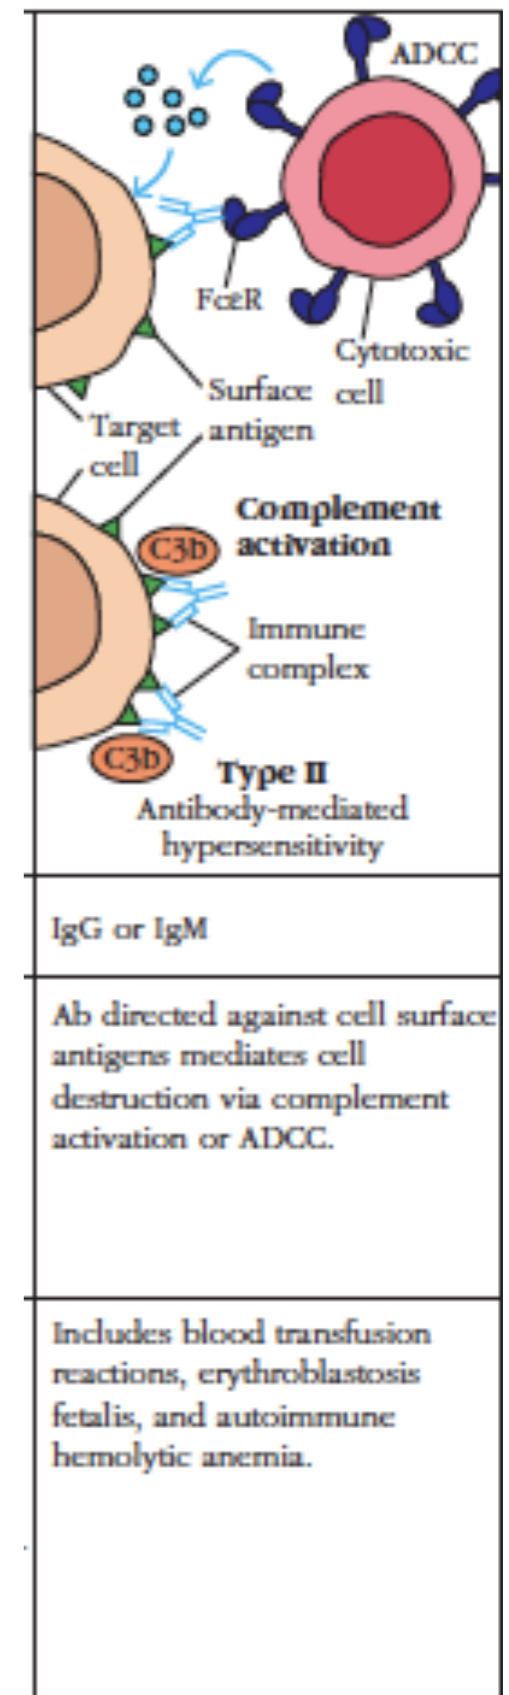 ADCC
FcεR
Cytotoxic
cell
Surface
antigen
Target
cell
Complement
activation
C3b
Immune
complex
C3b
Type II
Antibody-mediated
hypersensitivity
IgG or IgM
Ab directed against cell surface
antigens mediates cell
destruction via complement
activation or ADCC.
Includes blood transfusion
reactions, erythroblastosis
fetalis, and autoimmune
hemolytic anemia.